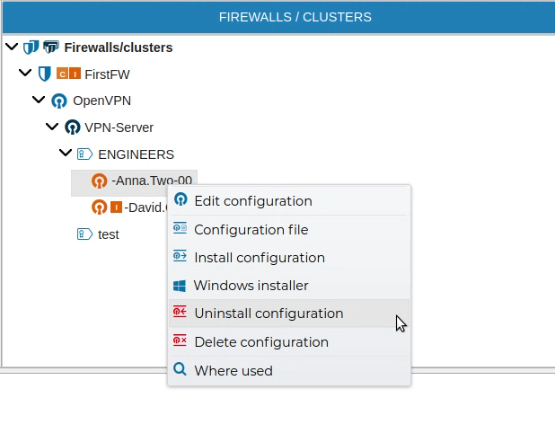 FIREWALLS / CLUSTERS
Firewalls/clusters
C I FirstFW
OpenVPN
VPN-Server
ENGINEERS
-Anna.Two-00
I -David.
test
Edit configuration
Configuration file
Install configuration
Windows installer
Uninstall configuration
Delete configuration
Where used